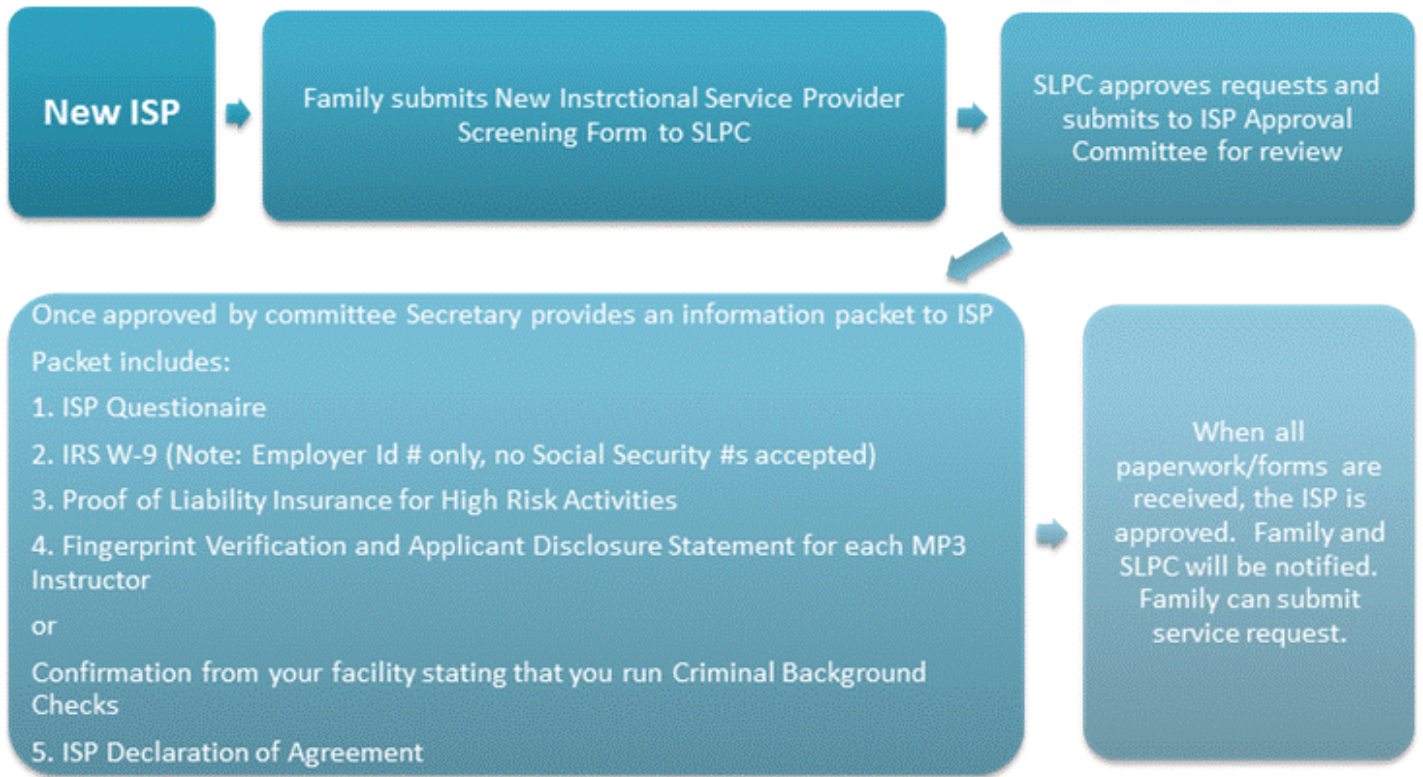 New ISP
Family submits New Instrctional Service Provider
Screening Form to SLPC
SLPC approves requests and
submits to ISP Approval
Committee for review
Once approved by committee Secretary provides an information packet to ISP
Packet includes:
1. ISP Questionaire
2. IRS W-9 (Note: Employer Id # only, no Social Security #s accepted)
3. Proof of Liability Insurance for High Risk Activities
4. Fingerprint Verification and Applicant Disclosure Statement for each MP3
Instructor
or
Confirmation from your facility stating that you run Criminal Background
Checks
5. ISP Declaration of Agreement
When all
paperwork/forms are
received, the ISP is
approved.  Family and
SLPC will be notified.
Family can submit
service request.